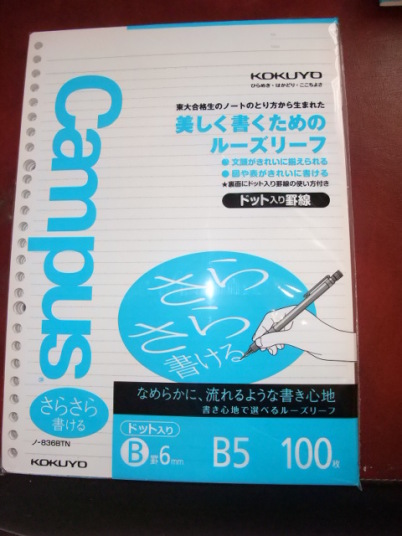 KOKUYO
ひらめき・はかどり・ここちよさ
東大合格生のノートのとり方から生まれた
美しく書くための
ルーズリーフ
●文頭がきれいに揃えられる
●図や表がきれいに書ける
★裏面にドット入り罫線の使い方付き
ドット入り罫線
Campus
さらさら
書ける
さらさら
書ける
ノ-836BTN
KOKUYO
なめらかに、流れるような書き心地
書き心地で選べるルーズリーフ
ドット入り
B罫6mm
B5
100枚